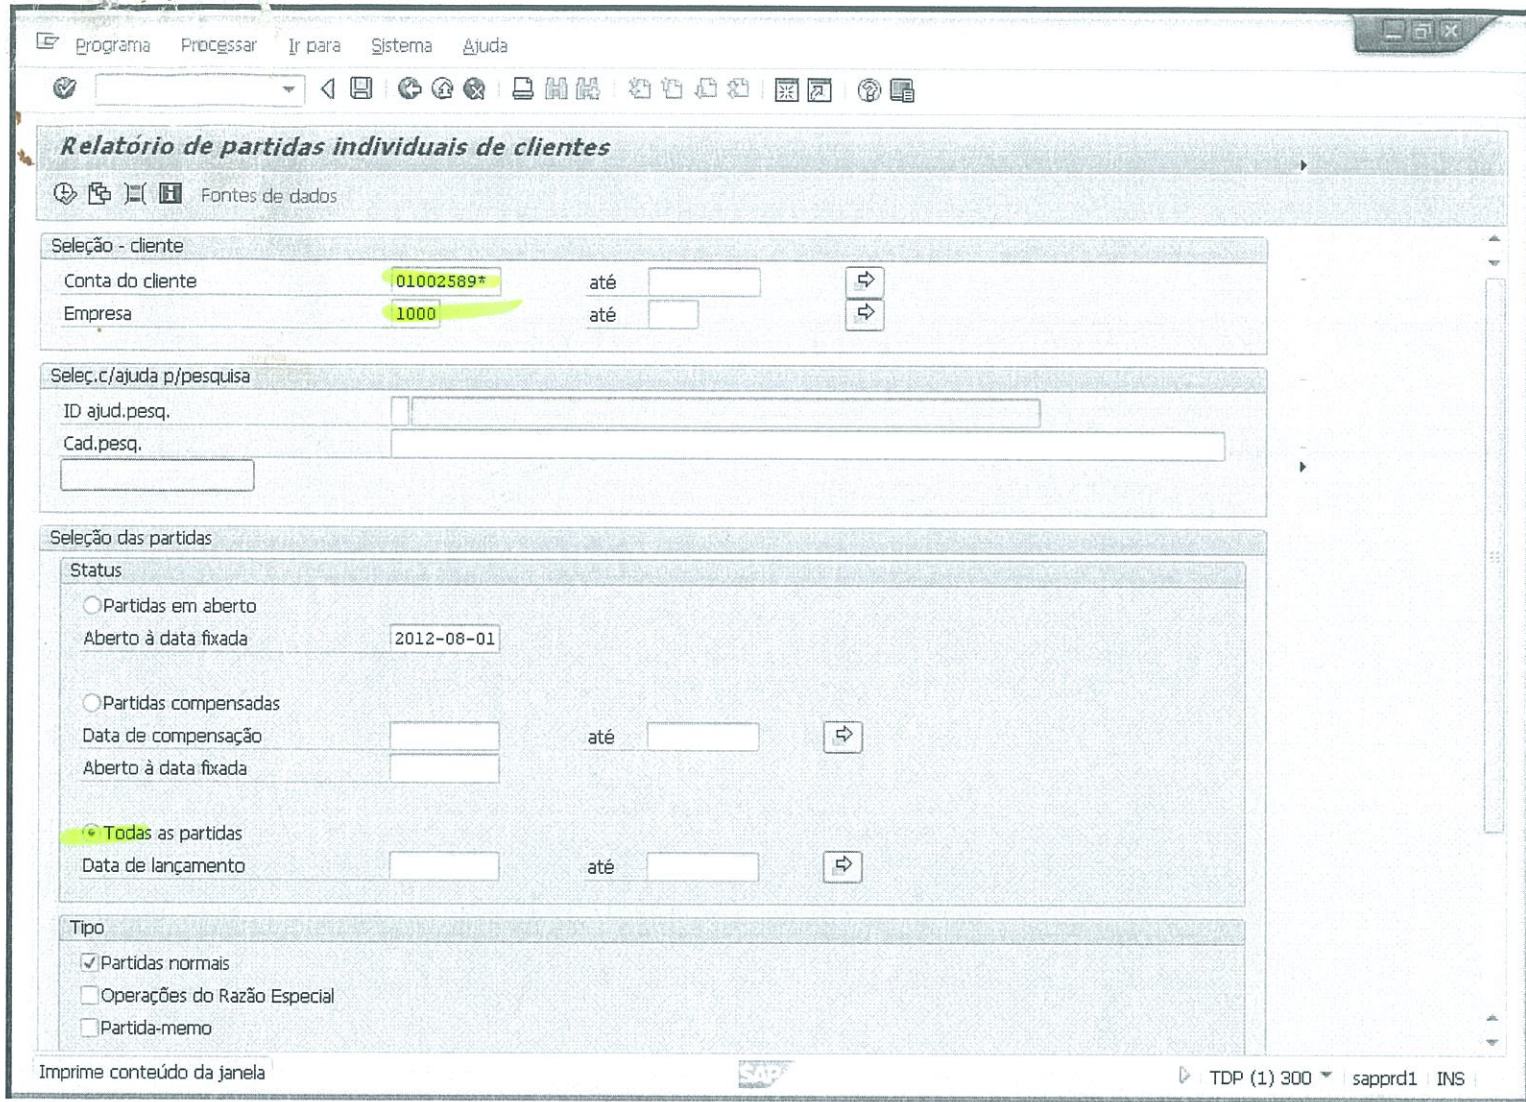 Programa Processar Ir para Sistema Ajuda
Relatório de partidas individuais de clientes
Fontes de dados
Seleção - cliente
Conta do cliente 01002589* até
Empresa 1000 até
Seleç.c/ajuda p/pesquisa
ID ajud.pesq.
Cad.pesq.
Seleção das partidas
Status
Partidas em aberto
Aberto à data fixada 2012-08-01
Partidas compensadas
Data de compensação até
Aberto à data fixada
Todas as partidas
Data de lançamento até
Tipo
Partidas normais
Operações do Razão Especial
Partida-memo
Imprime conteúdo da janela SAP TDP (1) 300 sapprd1 INS